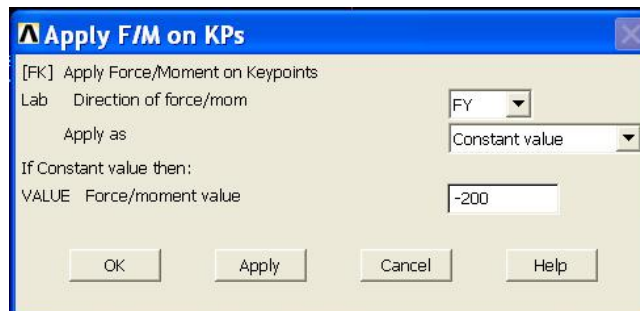 Apply F/M on KPs
[FK] Apply Force/Moment on Keypoints
Lab Direction of force/mom FY
Apply as Constant value
If Constant value then:
VALUE Force/moment value -200
OK Apply Cancel Help